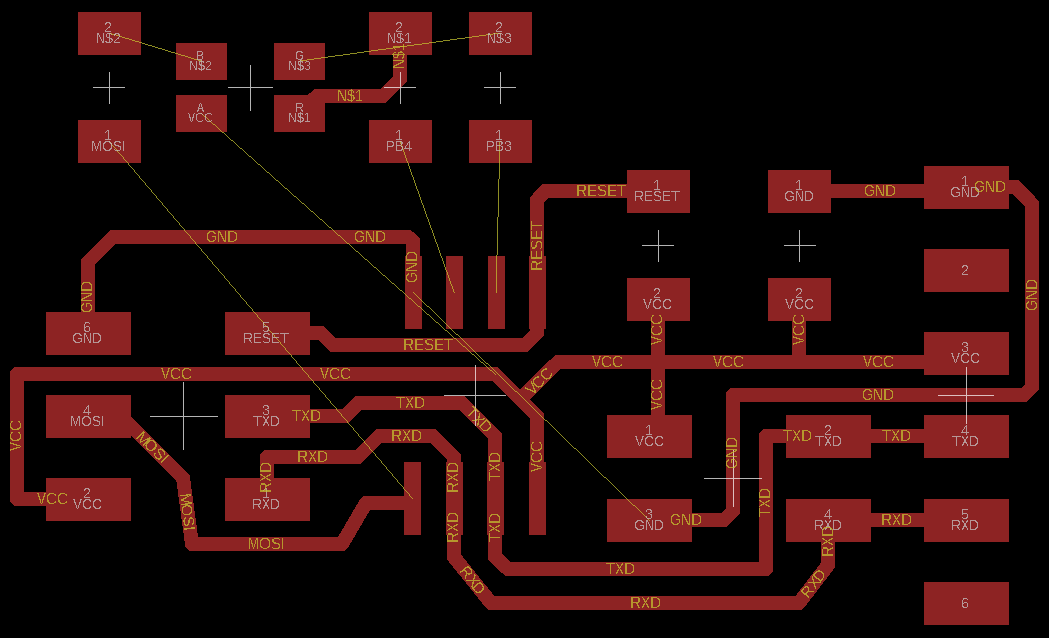 2
N$2
B
N$2
G
N$3
2
N$1
N$1
2
N$3
A
VCC
R
N$1
N$1
1
MOSI
1
PB4
1
PB3
RESET
1
RESET
1
GND
GND
1
GND
GND
GND
GND
GND
RESET
2
GND
GND
2
VCC
2
VCC
6
GND
5
RESET
RESET
VCC
VCC
3
VCC
VCC
VCC
VCC
VCC
VCC
VCC
VCC
GND
4
MOSI
3
TXD
TXD
TXD
TXD
VCC
VCC
MOSI
RXD
RXD
1
VCC
GND
TXD
2
TXD
TXD
4
TXD
VCC
2
VCC
RXD
RXD
RXD
TXD
TXD
MOSI
RXD
TXD
3
GND
GND
4
RXD
RXD
5
RXD
MOSI
RXD
TXD
RXD
RXD
RXD
6